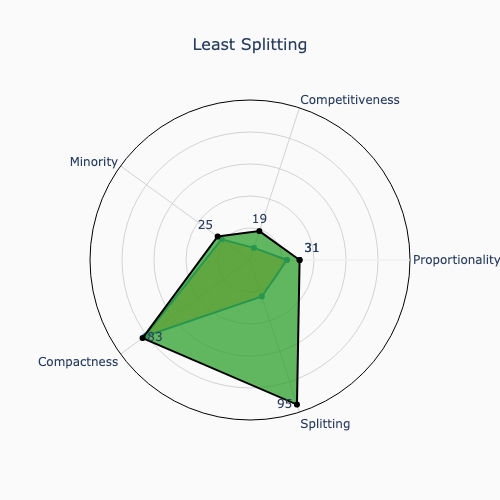 Least Splitting
Competitiveness
Minority
25
19
31
Proportionality
83
Compactness
95
Splitting